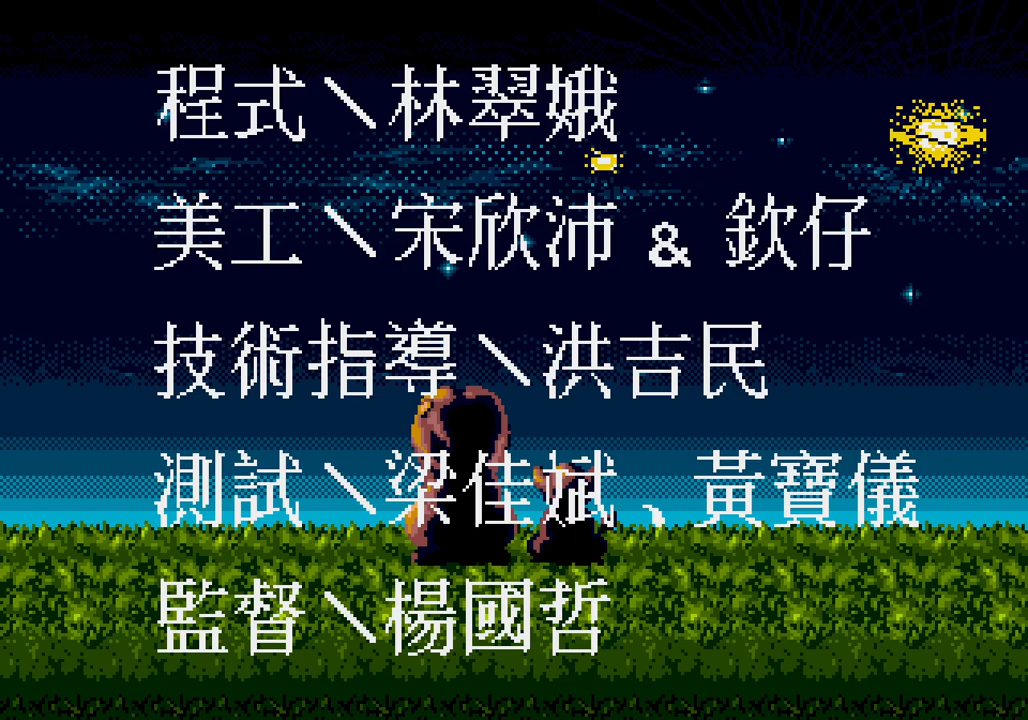 程式＼林翠娥
美工＼宋欣沛 & 欽仔
技術指導＼洪吉民
測試＼梁佳斌、黃寶儀
監督＼楊國哲